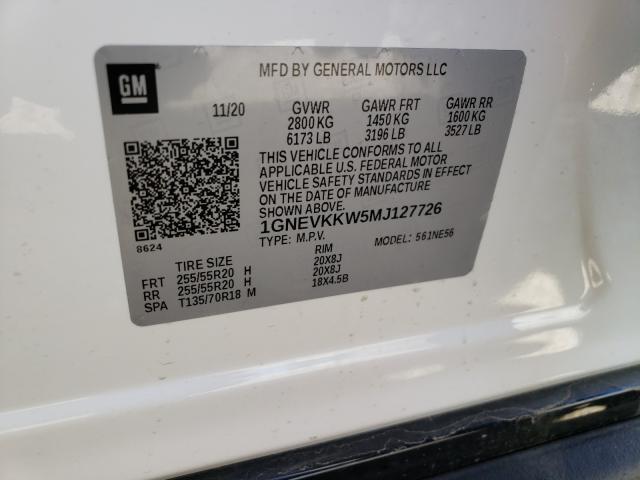 GM
MFD BY GENERAL MOTORS LLC
11/20 GVWR GAWR FRT GAWR RR
2800 KG 1450 KG 1600 KG
6173 LB 3196 LB 3527 LB
THIS VEHICLE CONFORMS TO ALL
APPLICABLE U.S. FEDERAL MOTOR
VEHICLE SAFETY STANDARDS IN EFFECT
ON THE DATE OF MANUFACTURE
SHOWN ABOVE.
1GNEVKKW5MJ127726
8624
TYPE: M.P.V. MODEL: 561NE56
TIRE SIZE RIM
FRT 255/55R20 H 20X8J
RR 255/55R20 H 20X8J
SPA T135/70R18 M 18X4.5B